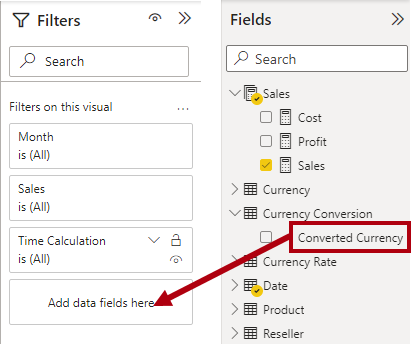 Filters
Search
Filters on this visual
...
Month
is (All)
Sales
is (All)
Time Calculation
is (All)
Add data fields here
Fields
Search
Sales
Cost
Profit
Sales
Currency
Currency Conversion
Converted Currency
Currency Rate
Date
Product
Reseller